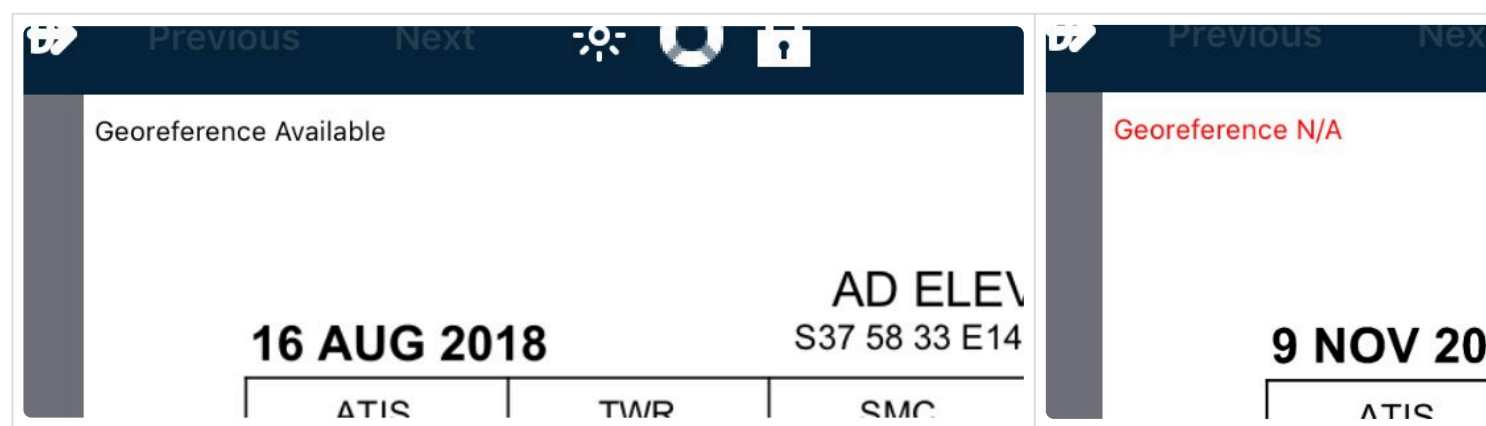 Previous Next
Georeference Available
AD ELEV
16 AUG 2018
S37 58 33 E14
ATIS TWR SMC
Previous Nex
Georeference N/A
9 NOV 20
ATIS